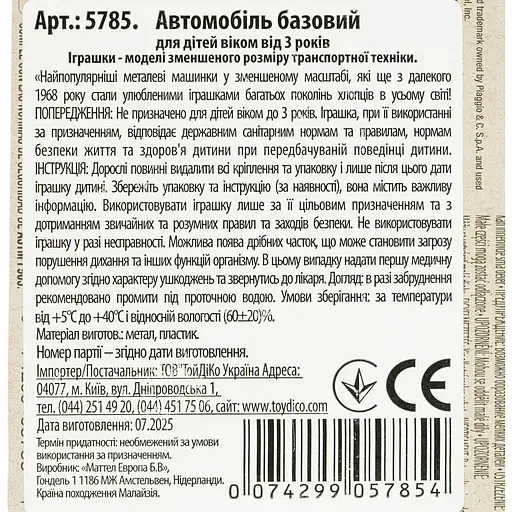 Арт.: 5785. Автомобіль базовий
для дітей віком від 3 років
Іграшки - моделі зменшеного розміру транспортної техніки.
«Найпопулярніші металеві машинки у зменшеному масштабі, які ще з далекого
1968 року стали улюбленими іграшками багатьох поколінь хлопців в усьому світі!
ПОПЕРЕДЖЕННЯ: Не призначено для дітей віком до 3 років. Іграшка, при її використанні
за призначенням, відповідає державним санітарним нормам та правилам, нормам
безпеки життя та здоров'я дитини при передбачуваній поведінці дитини.
ІНСТРУКЦІЯ: Дорослі повинні видалити всі кріплення та упаковку і лише після цього дати
іграшку дитині. Збережіть упаковку та інструкцію (за наявності), вона містить важливу
інформацію. Використовувати іграшку лише за її цільовим призначенням та з
дотриманням звичайних та розумних правил та заходів безпеки. Не використовувати
іграшку у разі несправності. Можлива поява дрібних часток, що може становити загрозу
порушення дихання та інших функцій організму. В цьому випадку надати першу медичну
допомогу згідно характеру ушкоджень та звернутись до лікаря. Догляд: в разі забруднення
рекомендовано промити під проточною водою. Умови зберігання: за температури
від +5°С до +40°С і відносній вологості (60±20)%.
Матеріал виготов.: метал, пластик.
Номер партії – згідно дати виготовлення.
Імпортер/Постачальник: ТОВ"ТойДіКо Україна Адреса:
04077, м. Київ, вул. Дніпроводська 1,
тел. (044) 251 49 20, (044) 451 75 06, сайт: www.toydico.com
Дата виготовлення: 07.2025
Термін придатності: необмежений за умови
використання за призначенням.
Виробник: «Маттел Европа Б.В»,
Гондель 1 1186 МЖ Амстельвен, Нідерланди.
Країна походження Малайзія.
CE
0 074299 057854
trademark owned by Piaggio & C. S.p.A. and used